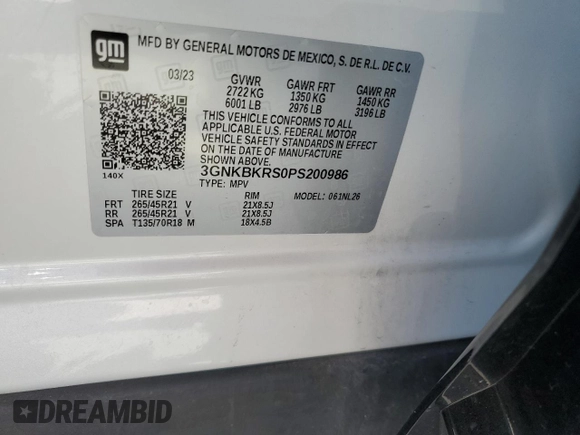 gm
MFD BY GENERAL MOTORS DE MEXICO, S. DE R.L. DE C.V.
03/23 GVWR GAWR FRT GAWR RR
2722 KG 1350 KG 1450 KG
6001 LB 2976 LB 3196 LB
THIS VEHICLE CONFORMS TO ALL
APPLICABLE U.S. FEDERAL MOTOR
VEHICLE SAFETY STANDARDS IN EFFECT
ON THE DATE OF MANUFACTURE
SHOWN ABOVE.
140X
3GNKBKRS0PS200986
TYPE: MPV MODEL: 061NL26
TIRE SIZE RIM
FRT 265/45R21 V 21X8.5J
RR 265/45R21 V 21X8.5J
SPA T135/70R18 M 18X4.5B
DREAMBID